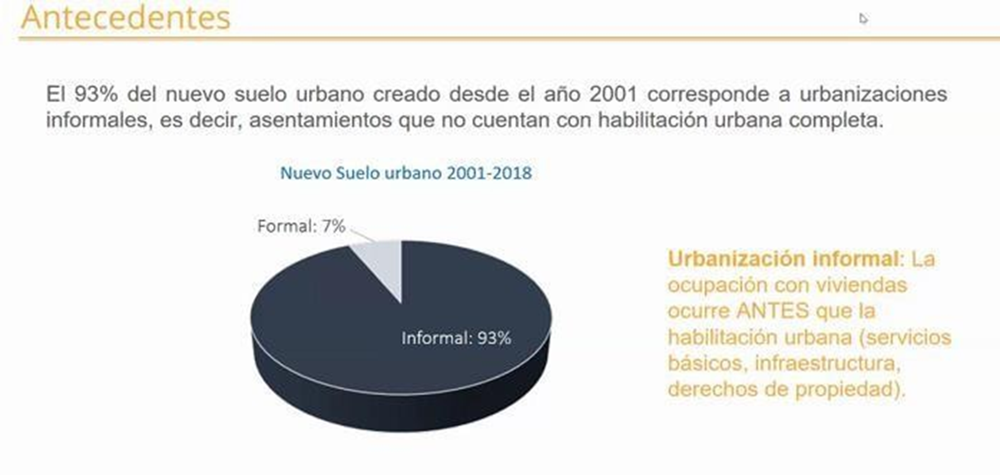 Antecedentes
El 93% del nuevo suelo urbano creado desde el año 2001 corresponde a urbanizaciones
informales, es decir, asentamientos que no cuentan con habilitación urbana completa.
Nuevo Suelo urbano 2001-2018
Formal: 7%
Informal: 93%
Urbanización informal: La
ocupación con viviendas
ocurre ANTES que la
habilitación urbana (servicios
básicos, infraestructura,
derechos de propiedad).